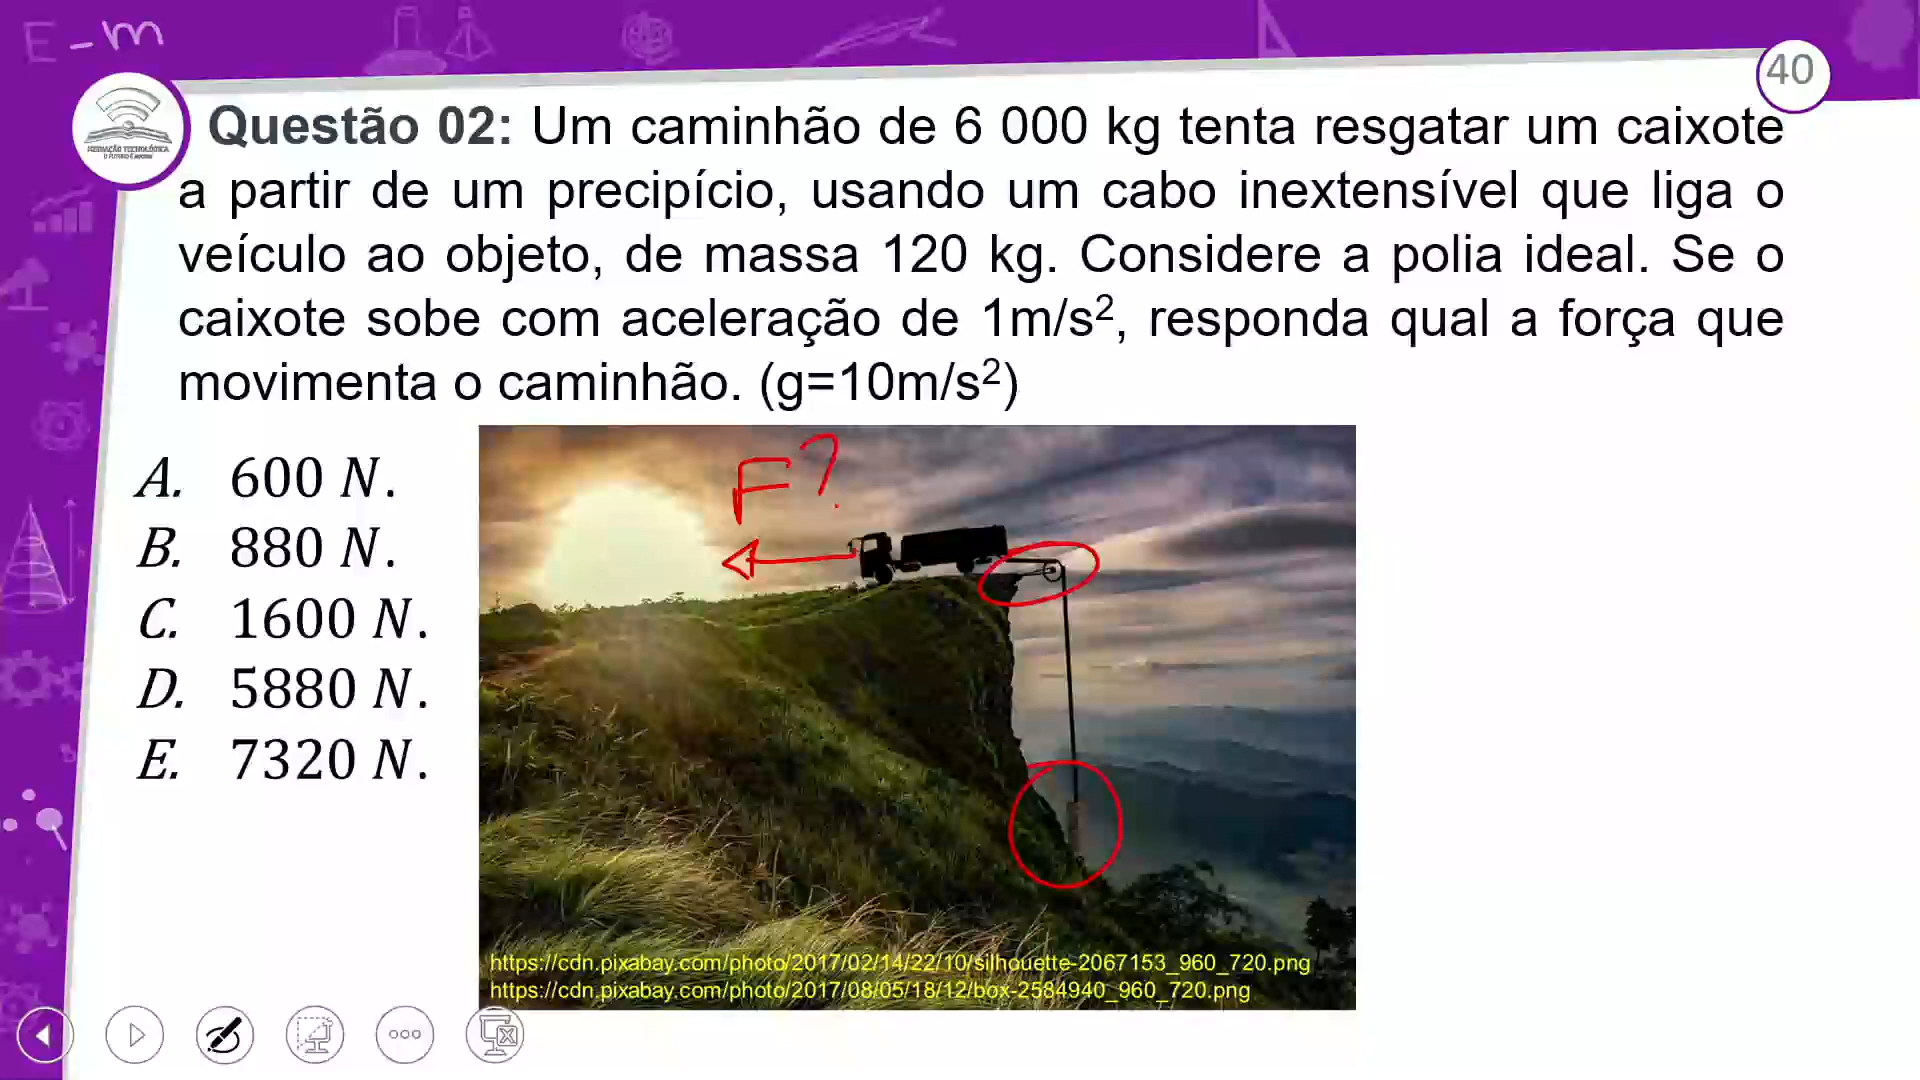 E - m
40
MEDIAÇÃO TECNOLÓGICA
O FUTURO É AGORA
Questão 02: Um caminhão de 6 000 kg tenta resgatar um caixote
a partir de um precipício, usando um cabo inextensível que liga o
veículo ao objeto, de massa 120 kg. Considere a polia ideal. Se o
caixote sobe com aceleração de 1m/s², responda qual a força que
movimenta o caminhão. (g=10m/s²)
A. 600 N.
B. 880 N.
C. 1600 N.
D. 5880 N.
E. 7320 N.
F?
https://cdn.pixabay.com/photo/2017/02/14/22/10/silhouette-2067153_960_720.png
https://cdn.pixabay.com/photo/2017/08/05/18/12/box-2584940_960_720.png